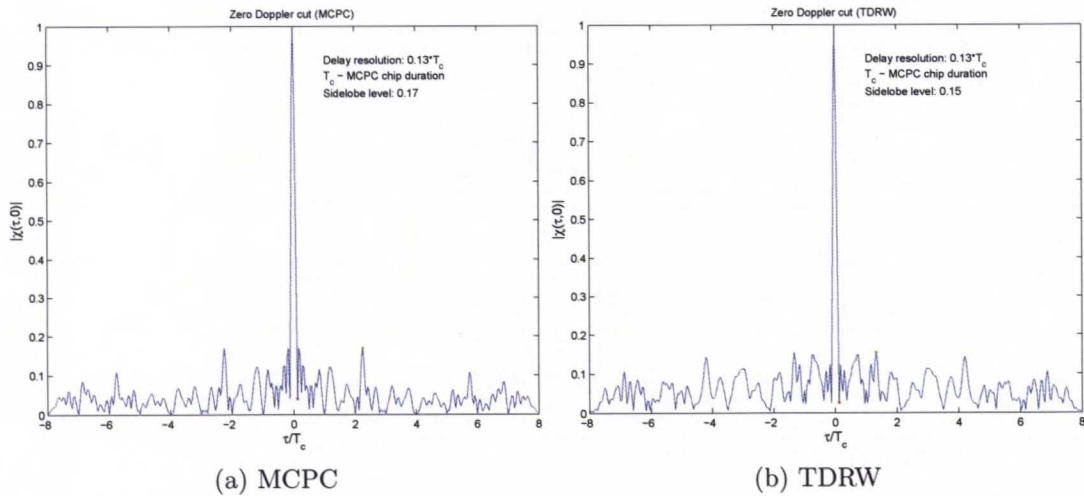 Zero Doppler cut (MCPC)
1
0.9
0.8
0.7
0.6
0.5
0.4
0.3
0.2
0.1
0
|χ(τ,0)|
Delay resolution: 0.13*T_c
T_c − MCPC chip duration
Sidelobe level: 0.17
−8 −6 −4 −2 0 2 4 6 8
τ/T_c
(a) MCPC
Zero Doppler cut (TDRW)
1
0.9
0.8
0.7
0.6
0.5
0.4
0.3
0.2
0.1
0
|χ(τ,0)|
Delay resolution: 0.13*T_c
T_c − MCPC chip duration
Sidelobe level: 0.15
−8 −6 −4 −2 0 2 4 6 8
τ/T_c
(b) TDRW